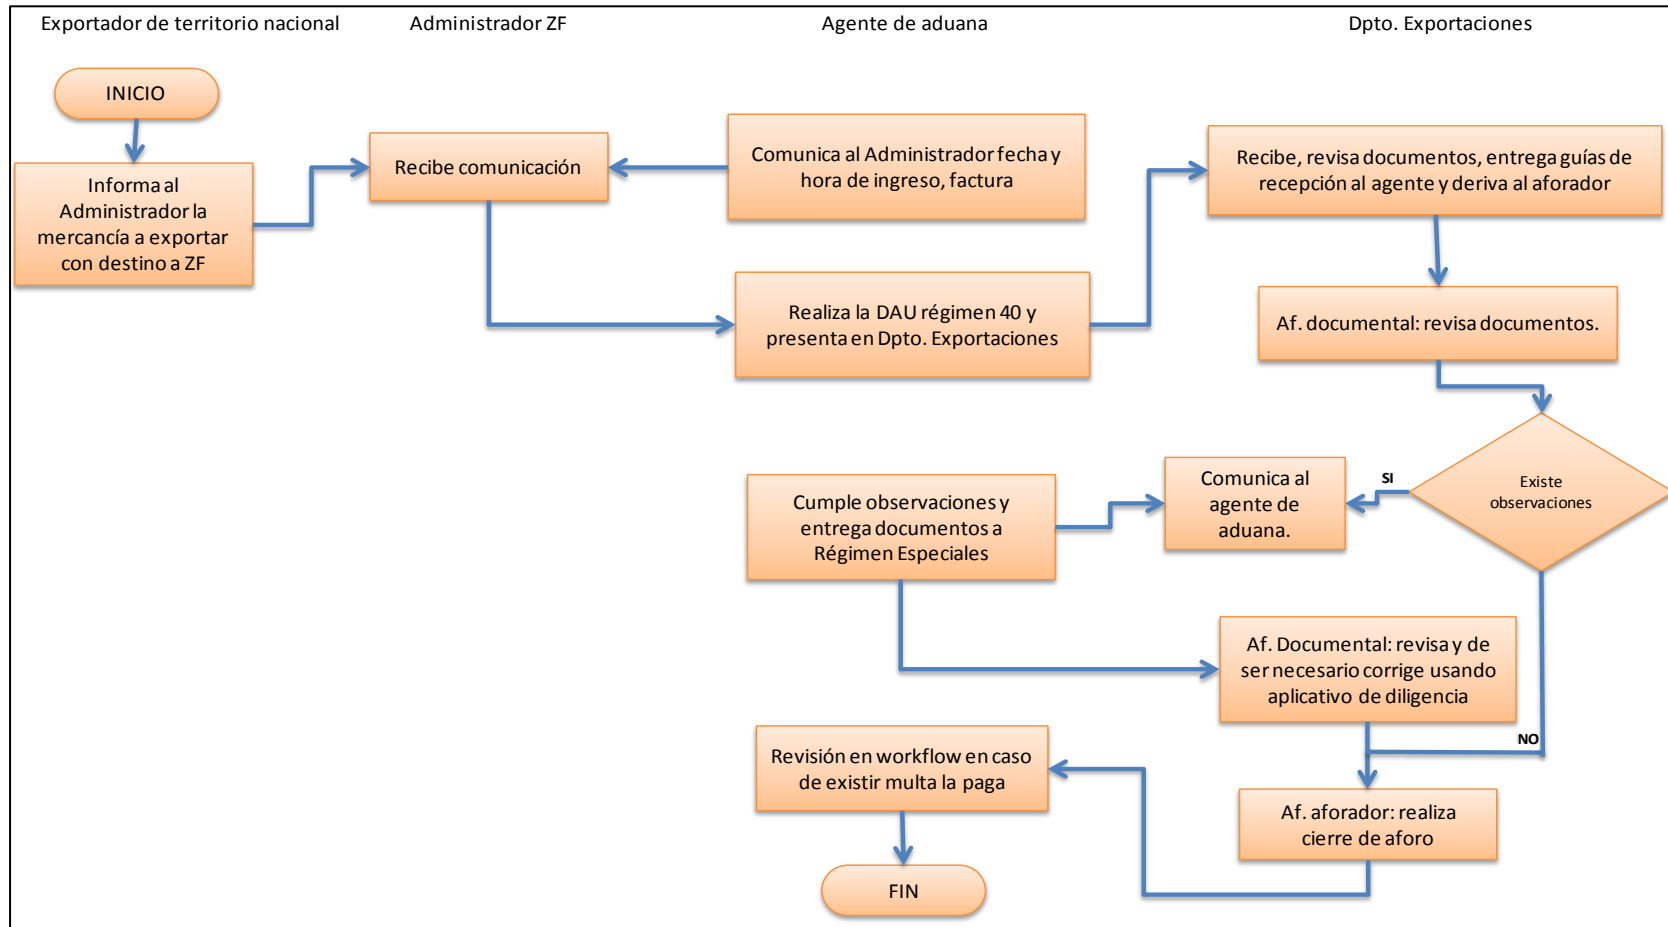 Exportador de territorio nacional
Administrador ZF
Agente de aduana
Dpto. Exportaciones
INICIO
Informa al
Administrador la
mercancía a exportar
con destino a ZF
Recibe comunicación
Comunica al Administrador fecha y
hora de ingreso, factura
Recibe, revisa documentos, entrega guías de
recepción al agente y deriva al aforador
Realiza la DAU régimen 40 y
presenta en Dpto. Exportaciones
Af. documental: revisa documentos.
Existe
observaciones
SI
Comunica al
agente de
aduana.
Cumple observaciones y
entrega documentos a
Régimen Especiales
Af. Documental: revisa y de
ser necesario corrige usando
aplicativo de diligencia
NO
Revisión en workflow en caso
de existir multa la paga
Af. aforador: realiza
cierre de aforo
FIN